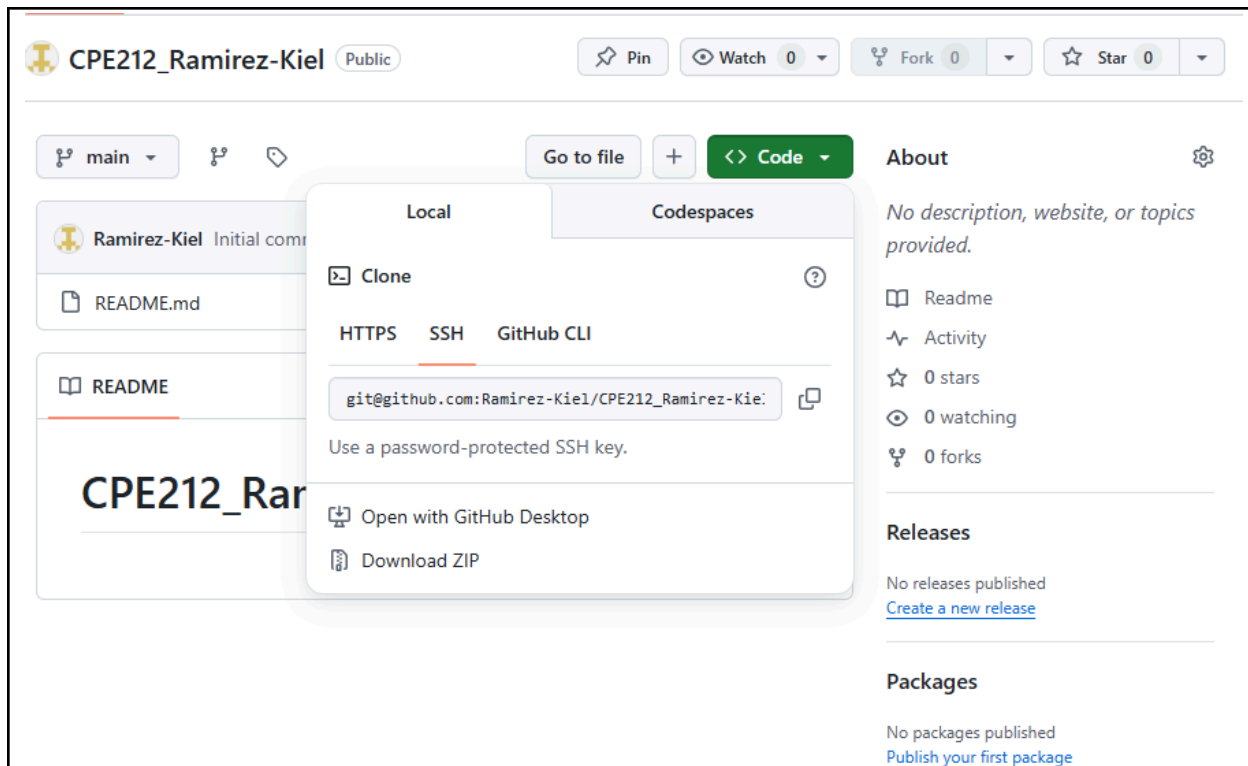 CPE212_Ramirez-Kiel Public Pin Watch 0 Fork 0 Star 0
main Go to file + Code
Local Codespaces
Ramirez-Kiel Initial comm
README.md
Clone
HTTPS SSH GitHub CLI
git@github.com:Ramirez-Kiel/CPE212_Ramirez-Kiel
Use a password-protected SSH key.
Open with GitHub Desktop
Download ZIP
README
CPE212_Ram
About
No description, website, or topics
provided.
Readme
Activity
0 stars
0 watching
0 forks
Releases
No releases published
Create a new release
Packages
No packages published
Publish your first package